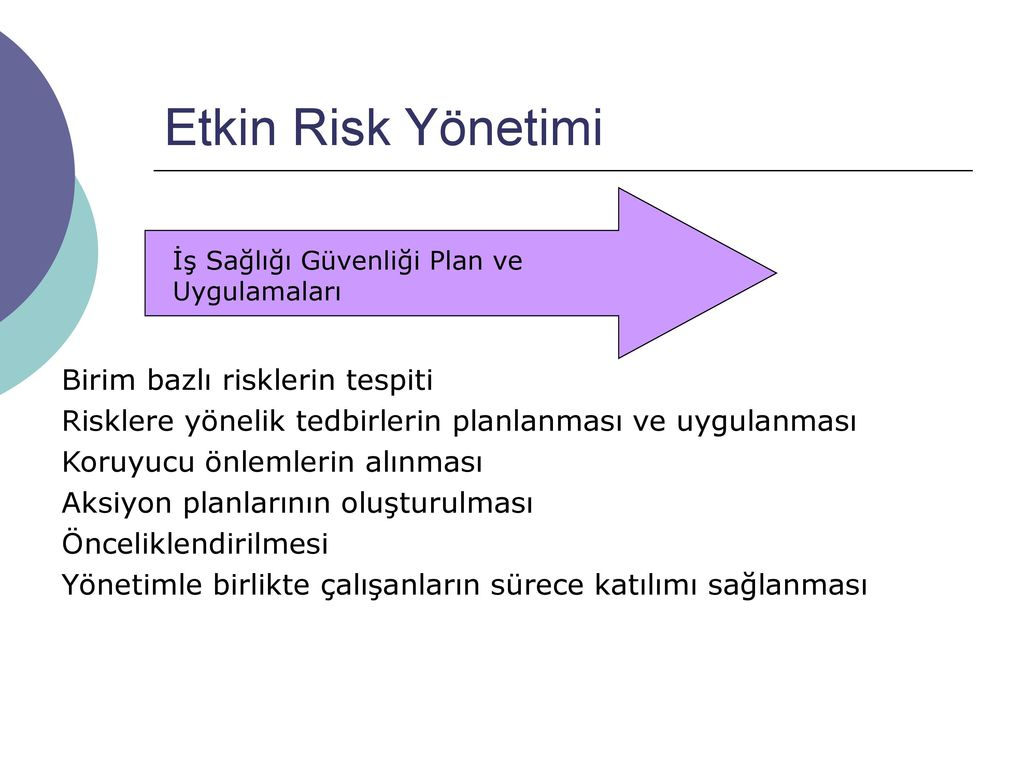 Etkin Risk Yönetimi
İş Sağlığı Güvenliği Plan ve
Uygulamaları
Birim bazlı risklerin tespiti
Risklere yönelik tedbirlerin planlanması ve uygulanması
Koruyucu önlemlerin alınması
Aksiyon planlarının oluşturulması
Önceliklendirilmesi
Yönetimle birlikte çalışanların sürece katılımı sağlanması